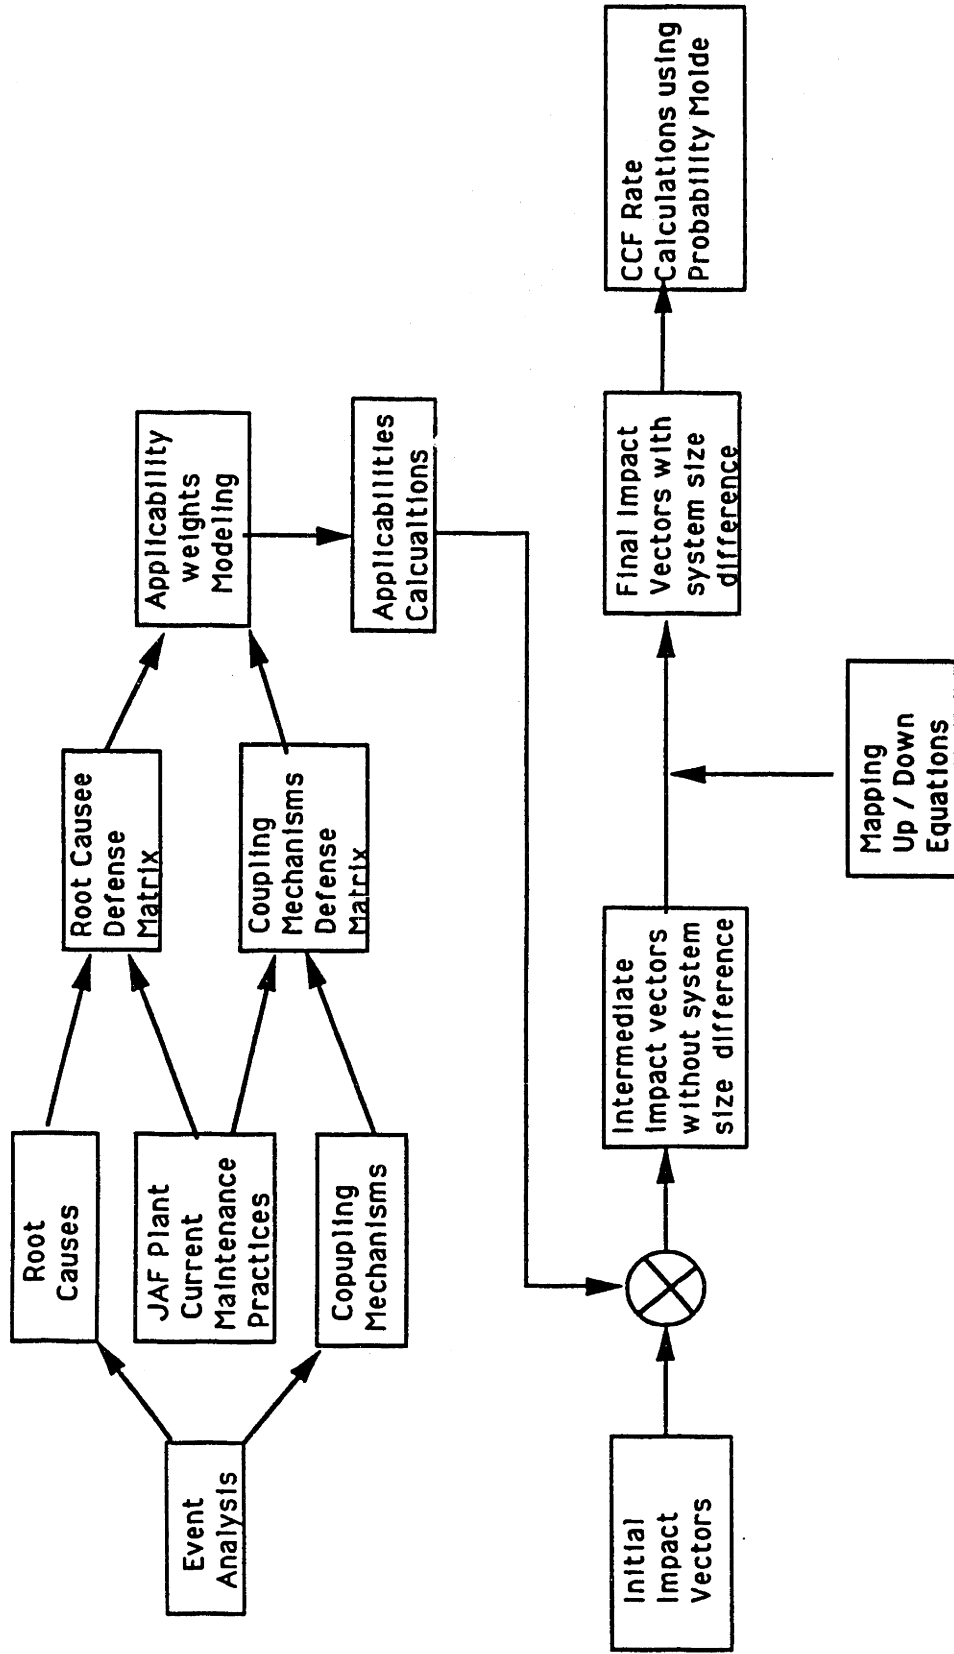 Event
Analysis
Root
Causes
JAF Plant
Current
Maintenance
Practices
Copupling
Mechanisms
Root Causee
Defense
Matrix
Coupling
Mechanisms
Defense
Matrix
Applicability
weights
Modeling
Applicabilities
Calcualtions
Initial
Impact
Vectors
Intermediate
Impact vectors
without system
size difference
Mapping
Up / Down
Equations
Final Impact
Vectors with
system size
difference
CCF Rate
Calculations using
Probability Molde